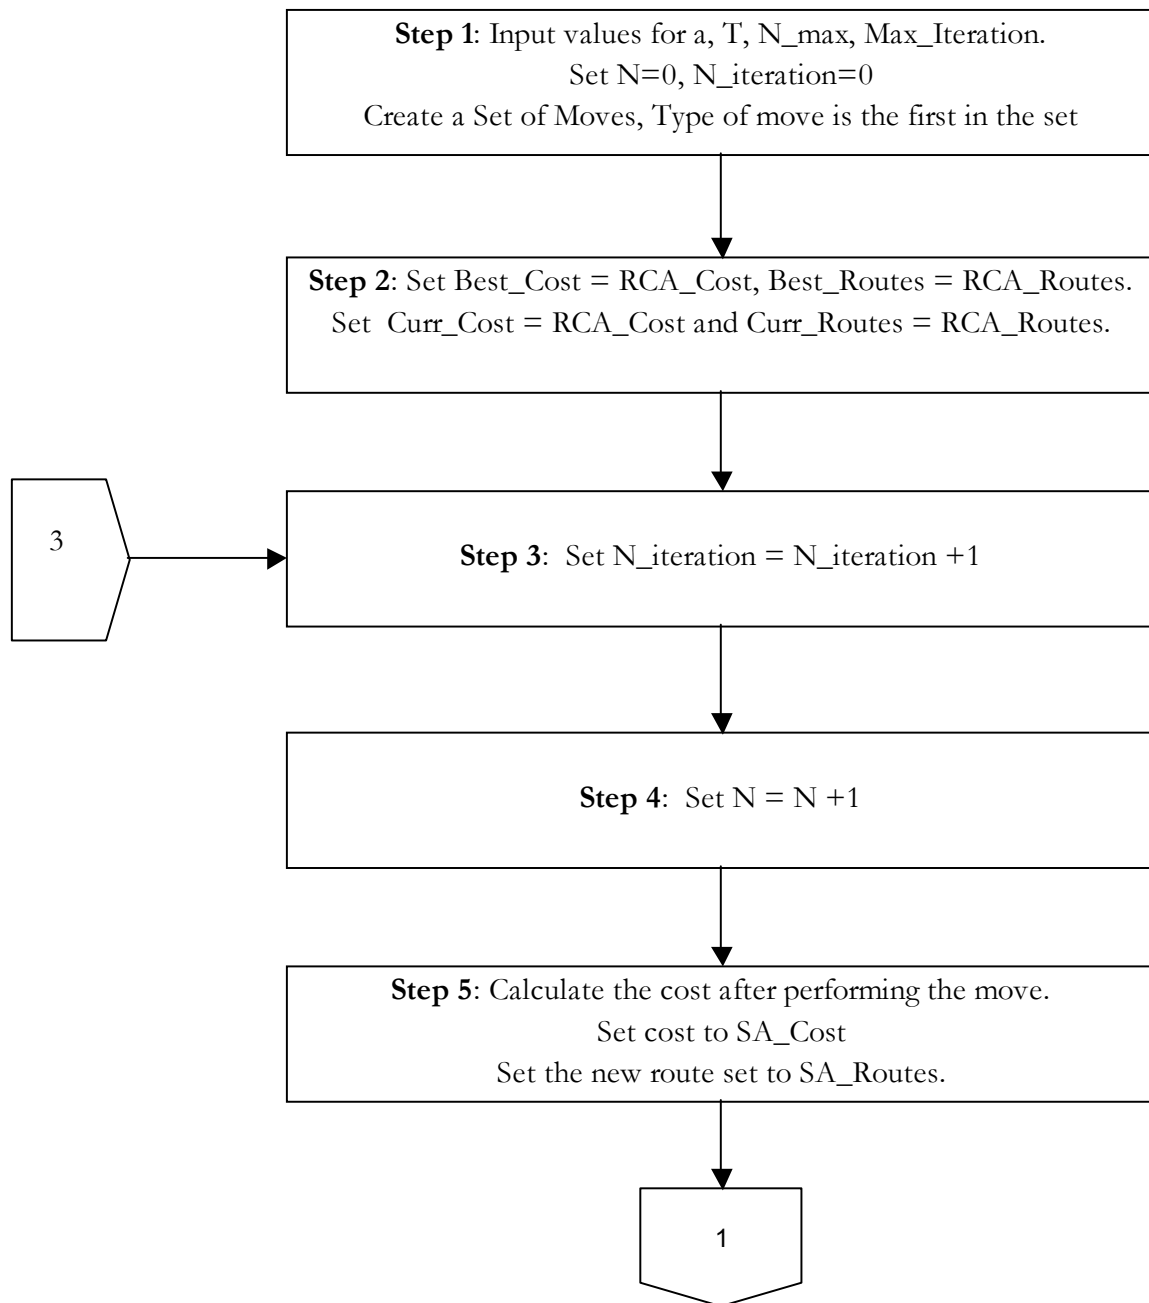 Step 1: Input values for a, T, N_max, Max_Iteration.
Set N=0, N_iteration=0
Create a Set of Moves, Type of move is the first in the set
Step 2: Set Best_Cost = RCA_Cost, Best_Routes = RCA_Routes.
Set Curr_Cost = RCA_Cost and Curr_Routes = RCA_Routes.
3
Step 3: Set N_iteration = N_iteration +1
Step 4: Set N = N +1
Step 5: Calculate the cost after performing the move.
Set cost to SA_Cost
Set the new route set to SA_Routes.
1